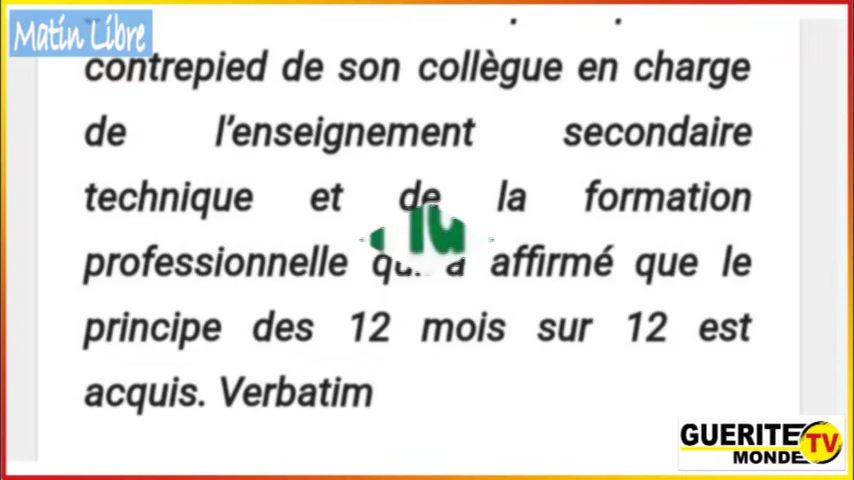 Matin Libre
contrepied de son collègue en charge
de l'enseignement secondaire
technique et de la formation
professionnelle qui a affirmé que le
principe des 12 mois sur 12 est
acquis. Verbatim
GUERITE TV
MONDE